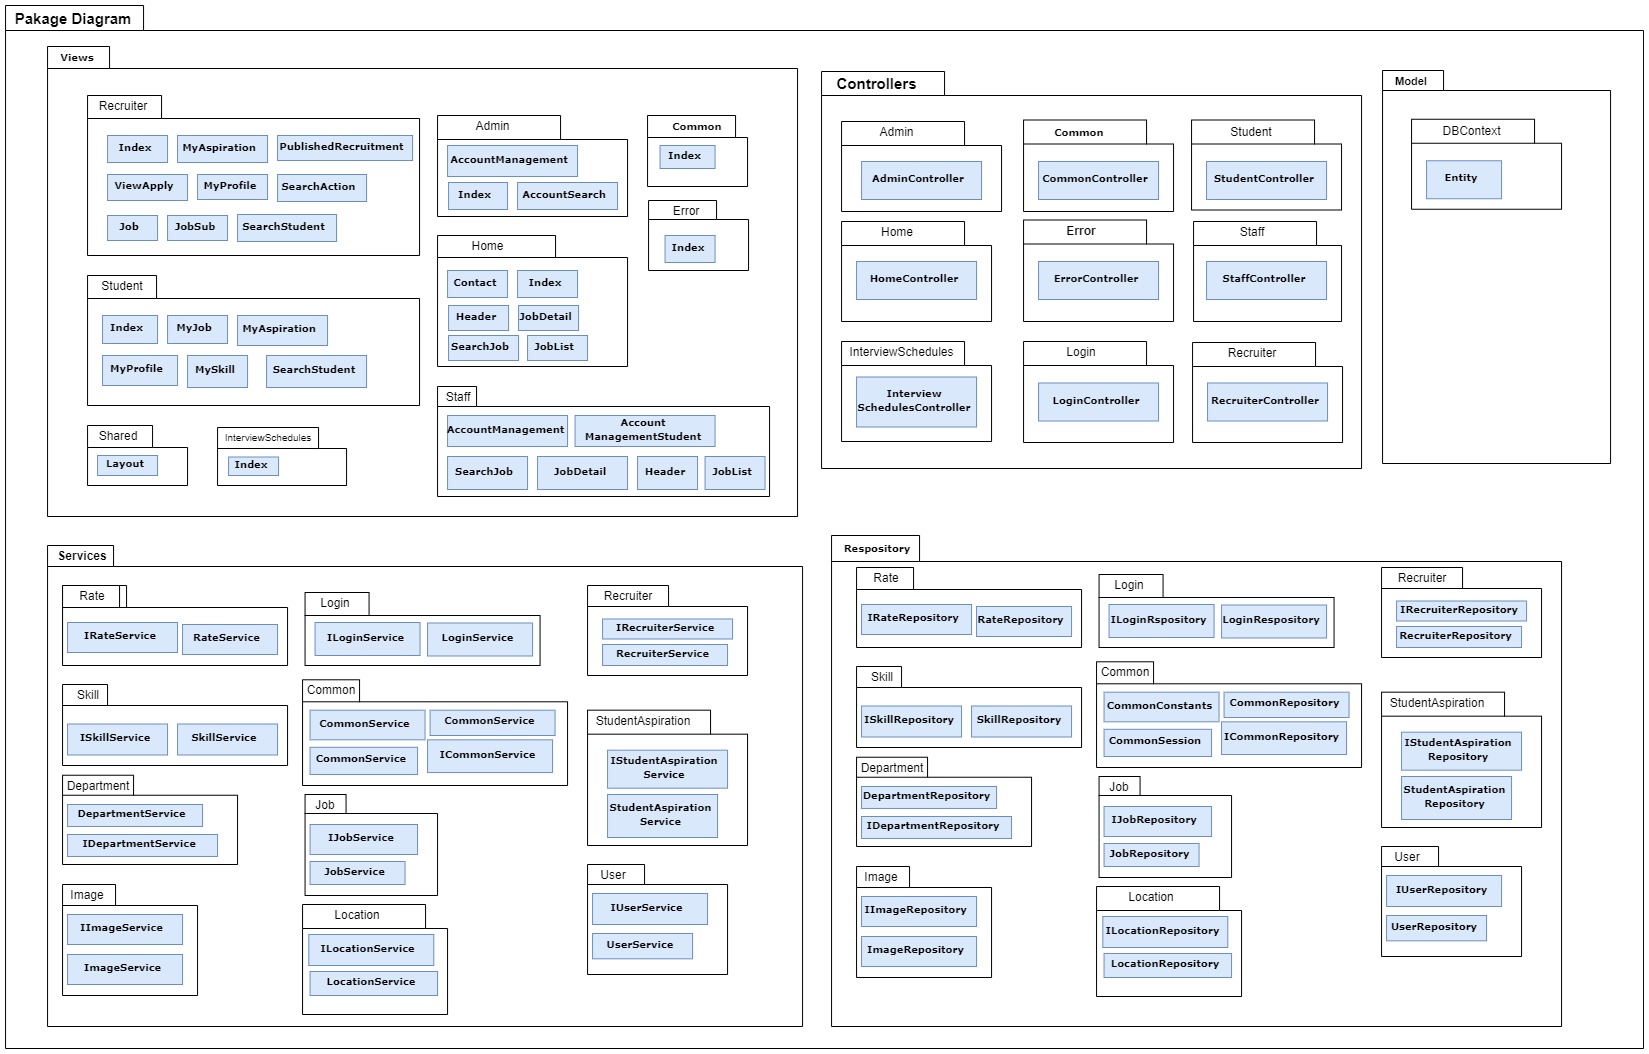 Pakage Diagram
Views
Recruiter
Index
MyAspiration
PublishedRecruitment
ViewApply
MyProfile
SearchAction
Job
JobSub
SearchStudent
Student
Index
MyJob
MyAspiration
MyProfile
MySkill
SearchStudent
Shared
Layout
InterviewSchedules
Index
Admin
AccountManagement
Index
AccountSearch
Home
Contact
Index
Header
JobDetail
SearchJob
JobList
Staff
AccountManagement
Account
ManagementStudent
SearchJob
JobDetail
Header
JobList
Common
Index
Error
Index
Controllers
Admin
AdminController
Common
CommonController
Student
StudentController
Home
HomeController
Error
ErrorController
Staff
StaffController
InterviewSchedules
Interview
SchedulesController
Login
LoginController
Recruiter
RecruiterController
Model
DBContext
Entity
Services
Rate
IRateService
RateService
Skill
ISkillService
SkillService
Department
DepartmentService
IDepartmentService
Image
IImageService
ImageService
Login
ILoginService
LoginService
Common
CommonService
CommonService
CommonService
ICommonService
Job
IJobService
JobService
Location
ILocationService
LocationService
Recruiter
IRecruiterService
RecruiterService
StudentAspiration
IStudentAspiration
Service
StudentAspiration
Service
User
IUserService
UserService
Respository
Rate
IRateRepository
RateRepository
Skill
ISkillRepository
SkillRepository
Department
DepartmentRepository
IDepartmentRepository
Image
IImageRepository
ImageRepository
Login
ILoginRspository
LoginRespository
Common
CommonConstants
CommonRepository
CommonSession
ICommonRepository
Job
IJobRepository
JobRepository
Location
ILocationRepository
LocationRepository
Recruiter
IRecruiterRepository
RecruiterRepository
StudentAspiration
IStudentAspiration
Repository
StudentAspiration
Repository
User
IUserRepository
UserRepository